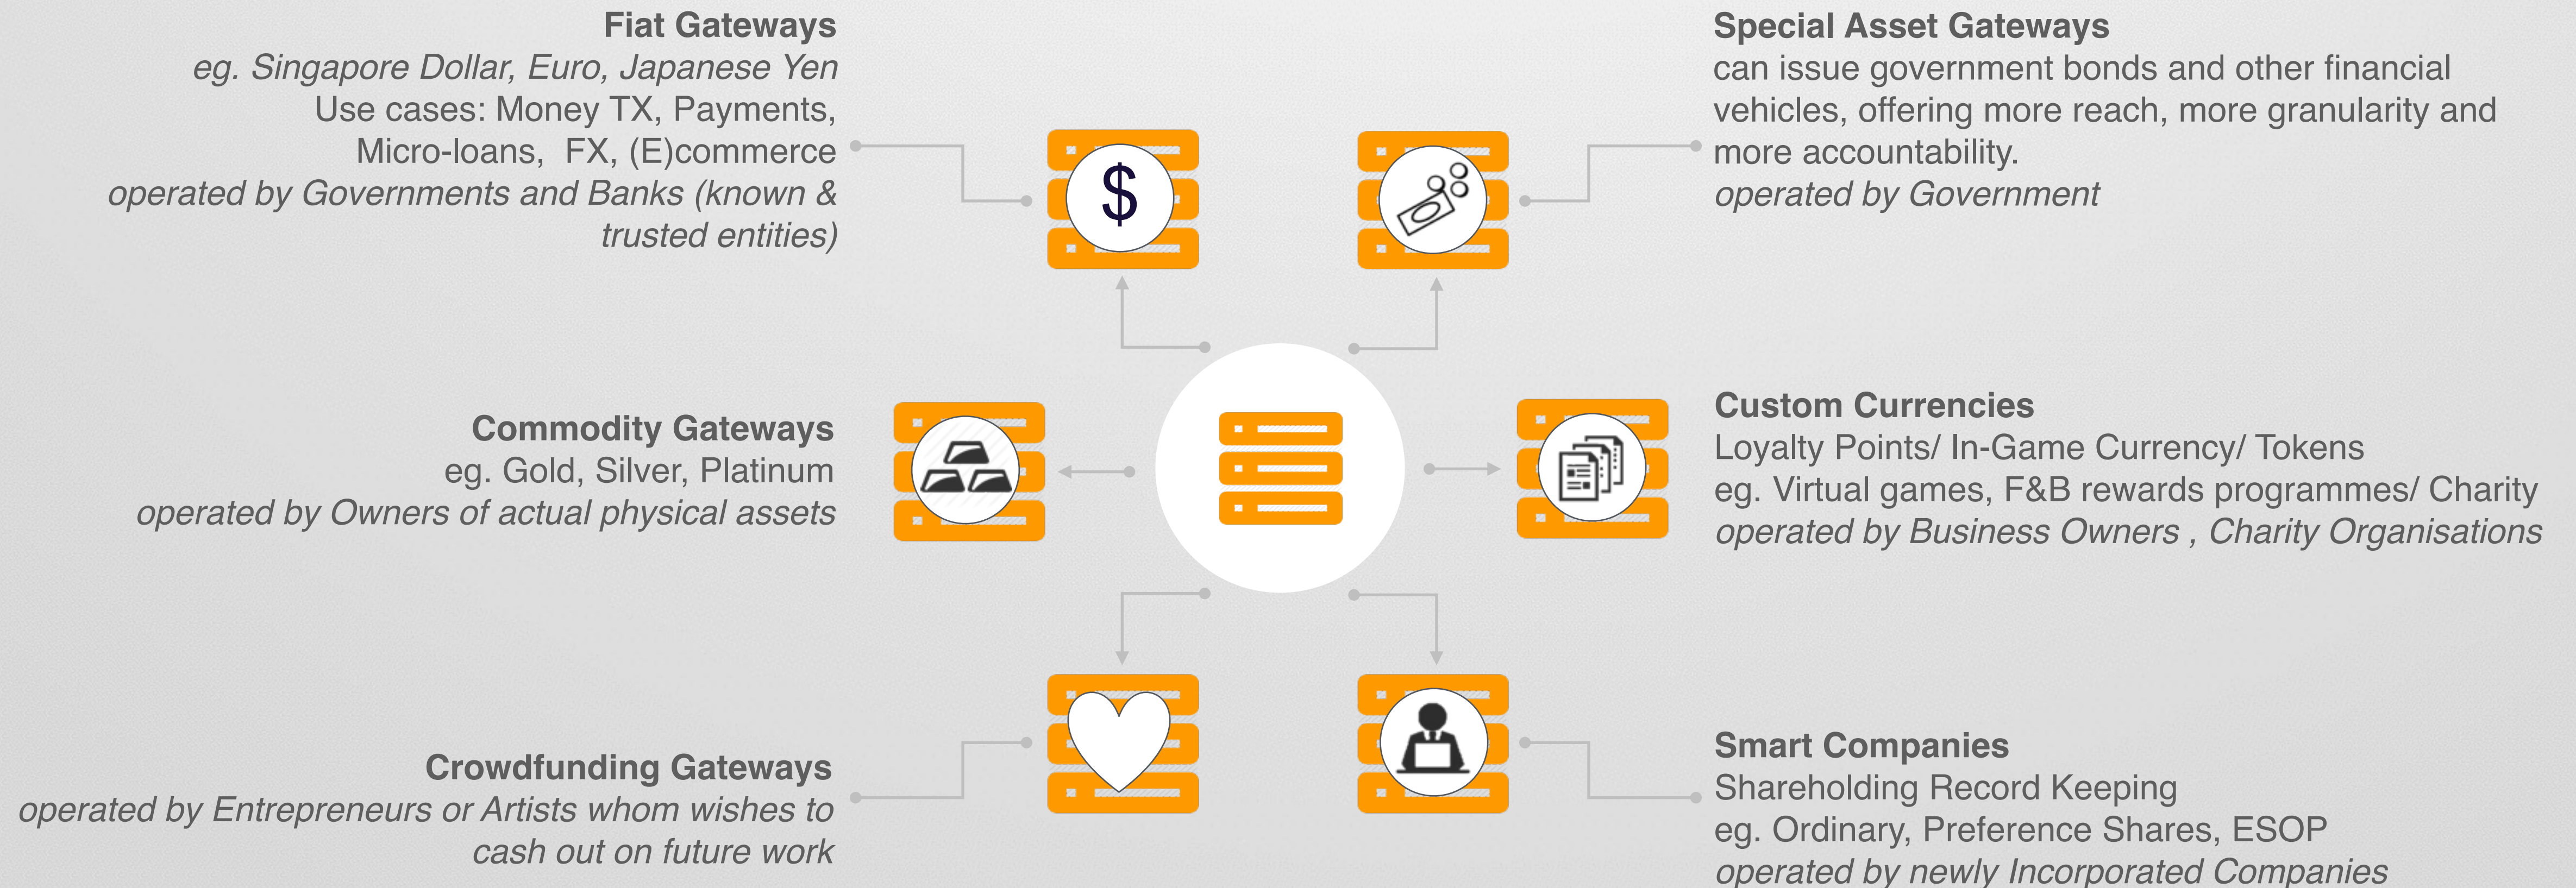 Fiat Gateways
eg. Singapore Dollar, Euro, Japanese Yen
Use cases: Money TX, Payments,
Micro-loans,  FX, (E)commerce
operated by Governments and Banks (known &
trusted entities)
Special Asset Gateways
can issue government bonds and other financial
vehicles, offering more reach, more granularity and
more accountability.
operated by Government
$
Commodity Gateways
eg. Gold, Silver, Platinum
operated by Owners of actual physical assets
Custom Currencies
Loyalty Points/ In-Game Currency/ Tokens
eg. Virtual games, F&B rewards programmes/ Charity
operated by Business Owners , Charity Organisations
Crowdfunding Gateways
operated by Entrepreneurs or Artists whom wishes to
cash out on future work
Smart Companies
Shareholding Record Keeping
eg. Ordinary, Preference Shares, ESOP
operated by newly Incorporated Companies